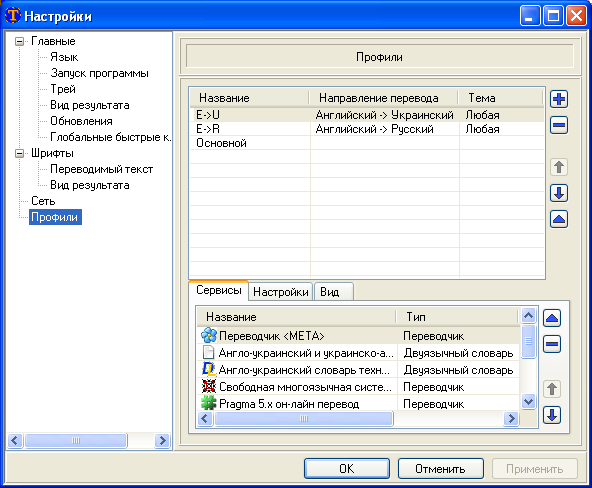 Настройки
Главные
Язык
Запуск программы
Трей
Вид результата
Обновления
Глобальные быстрые к...
Шрифты
Переводимый текст
Вид результата
Сеть
Профили
Профили
Название Направление перевода Тема
E->U Английский -> Украинский Любая
E->R Английский -> Русский Любая
Основной
Сервисы Настройки Вид
Название Тип
Переводчик <META> Переводчик
Англо-украинский и украинско-а... Двуязычный словарь
Англо-украинский словарь техн... Двуязычный словарь
Свободная многоязычная систе... Переводчик
Pragma 5.x он-лайн перевод Переводчик
OK Отменить Применить